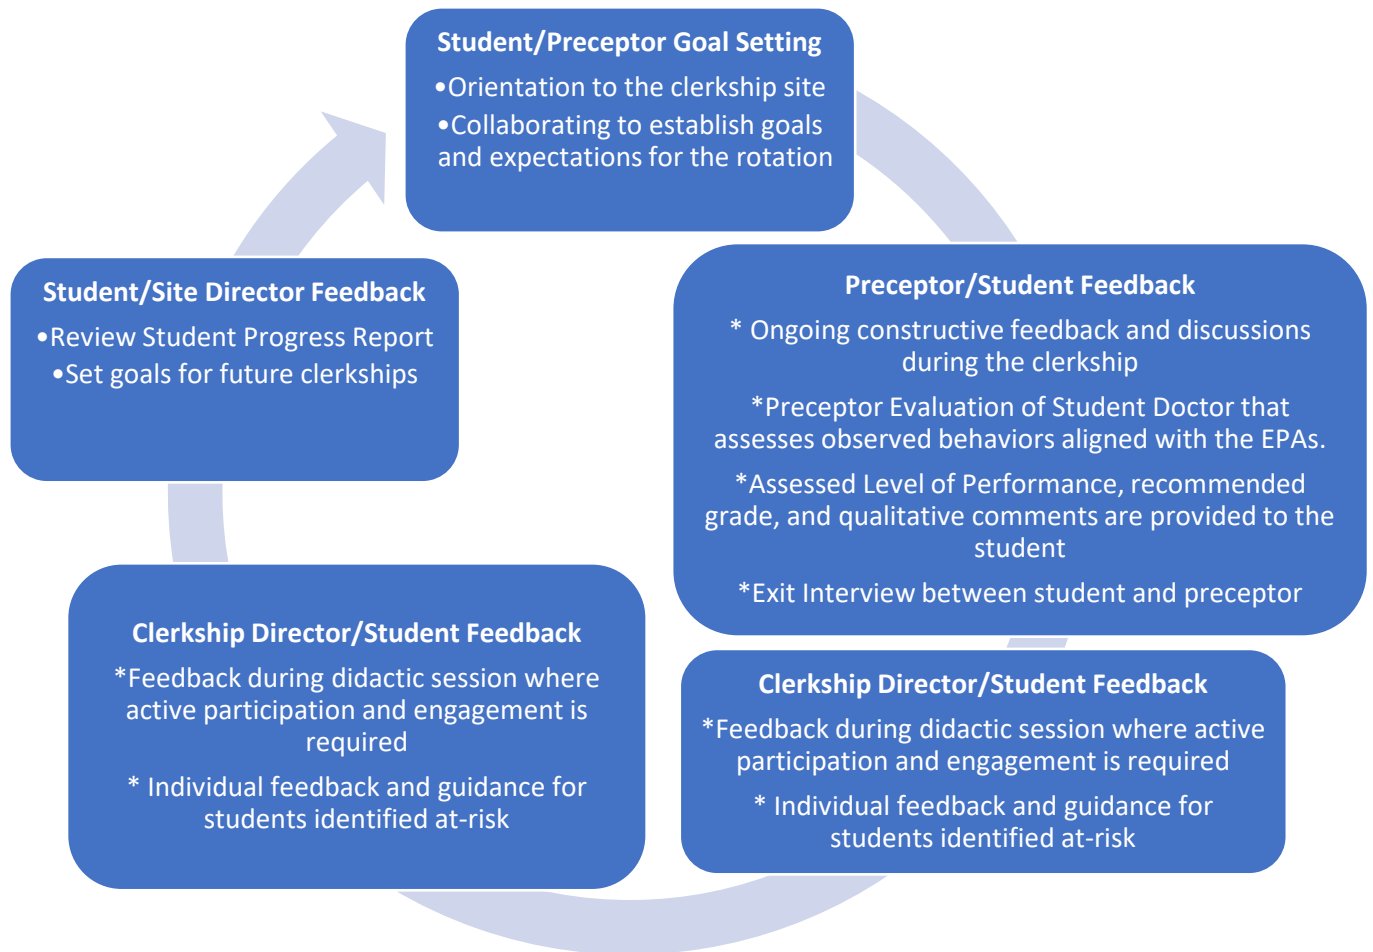 Student/Preceptor Goal Setting
•Orientation to the clerkship site
•Collaborating to establish goals
and expectations for the rotation
Preceptor/Student Feedback
* Ongoing constructive feedback and discussions
during the clerkship
*Preceptor Evaluation of Student Doctor that
assesses observed behaviors aligned with the EPAs.
*Assessed Level of Performance, recommended
grade, and qualitative comments are provided to the
student
*Exit Interview between student and preceptor
Clerkship Director/Student Feedback
*Feedback during didactic session where active
participation and engagement is required
* Individual feedback and guidance for
students identified at-risk
Clerkship Director/Student Feedback
*Feedback during didactic session where
active participation and engagement is
required
* Individual feedback and guidance for
students identified at-risk
Student/Site Director Feedback
•Review Student Progress Report
•Set goals for future clerkships